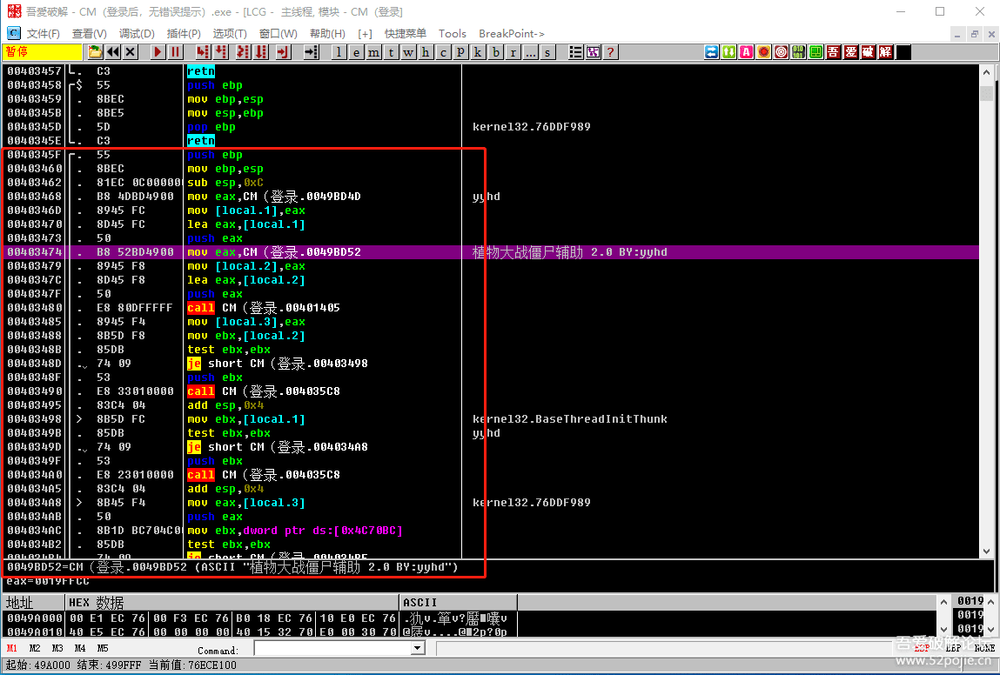 吾爱破解 - CM（登录后，无错误提示）.exe - [LCG - 主线程, 模块 - CM（登录]
文件(F) 查看(V) 调试(D) 插件(P) 选项(T) 窗口(W) 帮助(H) [+] 快捷菜单 Tools BreakPoint->
暂停 l e m t w h c p k b r ... s ? A 吾 爱 破 解
00403457 . C3 retn
00403458 $ 55 push ebp
00403459 . 8BEC mov ebp,esp
0040345B . 8BE5 mov esp,ebp
0040345D . 5D pop ebp kernel32.76DDF989
0040345E . C3 retn
0040345F . 55 push ebp
00403460 . 8BEC mov ebp,esp
00403462 . 81EC 0C000000 sub esp,0xC
00403468 . B8 4DBD4900 mov eax,CM（登录.0049BD4D yyhd
0040346D . 8945 FC mov [local.1],eax
00403470 . 8D45 FC lea eax,[local.1]
00403473 . 50 push eax
00403474 . B8 52BD4900 mov eax,CM（登录.0049BD52 植物大战僵尸辅助 2.0 BY:yyhd
00403479 . 8945 F8 mov [local.2],eax
0040347C . 8D45 F8 lea eax,[local.2]
0040347F . 50 push eax
00403480 . E8 80DFFFFF call CM（登录.00401405
00403485 . 8945 F4 mov [local.3],eax
00403488 . 8B5D F8 mov ebx,[local.2]
0040348B . 85DB test ebx,ebx
0040348D . 74 09 je short CM（登录.00403498
0040348F . 53 push ebx
00403490 . E8 33010000 call CM（登录.004035C8
00403495 . 83C4 04 add esp,0x4
00403498 > 8B5D FC mov ebx,[local.1] kernel32.BaseThreadInitThunk
0040349B . 85DB test ebx,ebx yyhd
0040349D . 74 09 je short CM（登录.004034A8
0040349F . 53 push ebx
004034A0 . E8 23010000 call CM（登录.004035C8
004034A5 . 83C4 04 add esp,0x4
004034A8 > 8B45 F4 mov eax,[local.3] kernel32.76DDF989
004034AB . 50 push eax
004034AC . 8B1D BC704C00 mov ebx,dword ptr ds:[0x4C70BC]
004034B2 . 85DB test ebx,ebx
004034B4 . 74 09 je short CM（登录.004034BF
0049BD52=CM（登录.0049BD52 (ASCII "植物大战僵尸辅助 2.0 BY:yyhd")
eax=0019FFCC
地址 HEX 数据 ASCII 0019
0049A000 00 E1 EC 76 00 F3 EC 76 B0 18 EC 76 10 E0 EC 76 0019
0049A010 40 E5 EC 76 00 00 00 00 40 15 32 70 E0 00 30 70 0019
M1 M2 M3 M4 M5 Command: ESP EBP NONE
起始:49A000 结束:499FFF 当前值:76ECE100
吾爱破解论坛
www.52pojie.cn